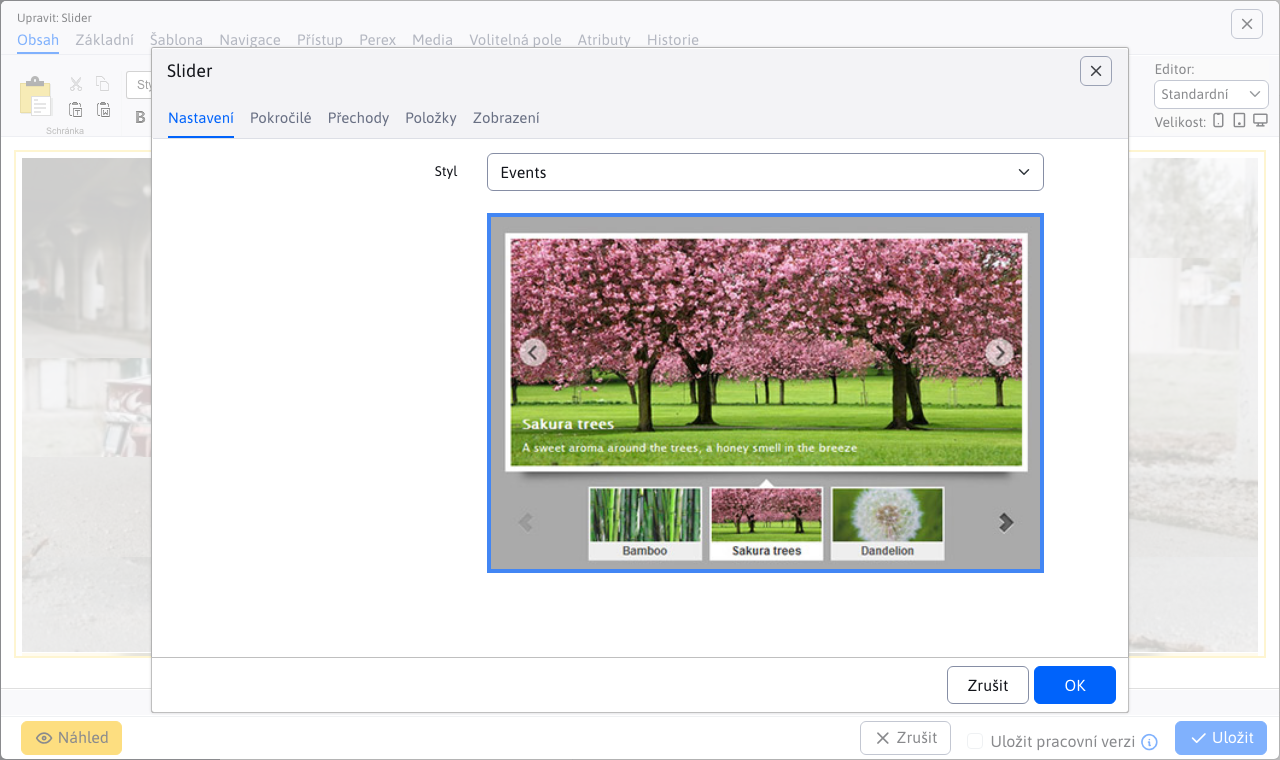 Upravit: Slider
Obsah Základní Šablona Navigace Přístup Perex Media Volitelná pole Atributy Historie
Slider
Editor:
Sty
Standardní
Velikost:
B
Schránka
Nastavení Pokročilé Přechody Položky Zobrazení
Styl Events
Sakura trees
A sweet aroma around the trees, a honey smell in the breeze
Bamboo Sakura trees Dandelion
Zrušit OK
Náhled Zrušit Uložit pracovní verzi Uložit